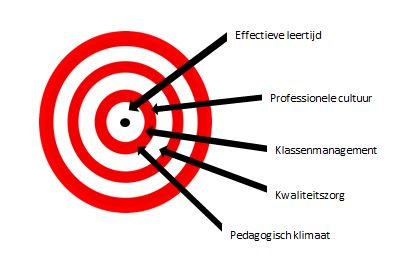 Effectieve leertijd
Professionele cultuur
Klassenmanagement
Kwaliteitszorg
Pedagogisch klimaat